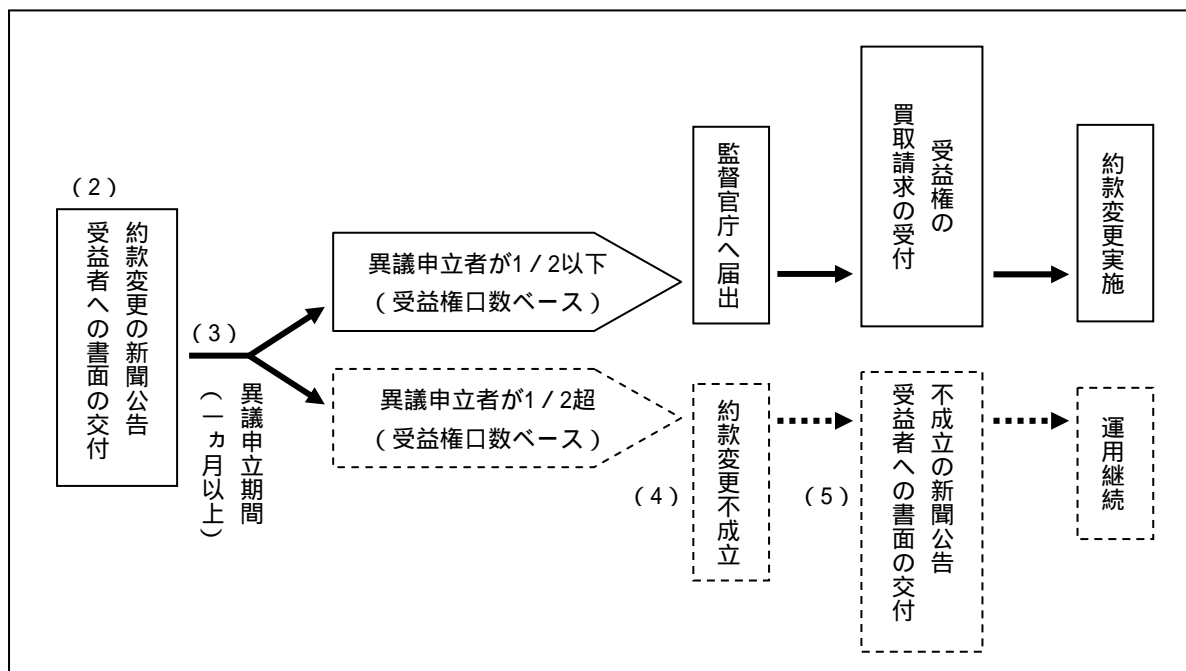 （2）
約款変更の新聞公告
受益者への書面の交付
（3）
異議申立期間
（一ヵ月以上）
異議申立者が1／2以下
（受益権口数ベース）
監督官庁へ届出
受益権の
買取請求の受付
約款変更実施
異議申立者が1／2超
（受益権口数ベース）
（4）
約款変更不成立
（5）
不成立の新聞公告
受益者への書面の交付
運用継続